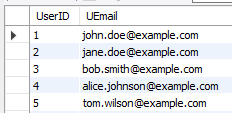 UserID UEmail
1 john.doe@example.com
2 jane.doe@example.com
3 bob.smith@example.com
4 alice.johnson@example.com
5 tom.wilson@example.com